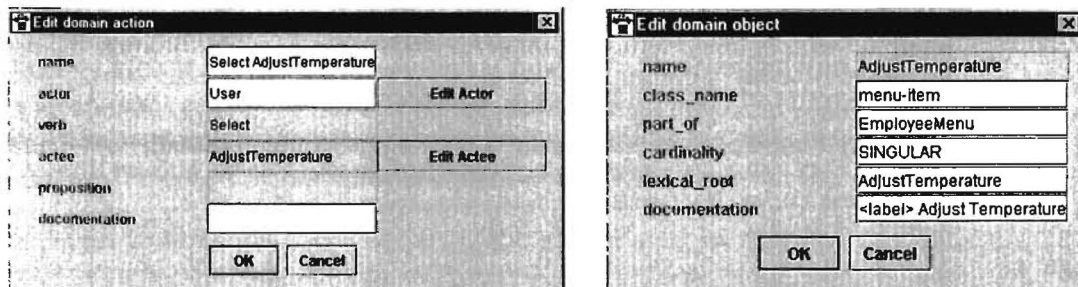 Edit domain action
name Select AdjustTemperature
actor User Edit Actor
verb Select
actee AdjustTemperature Edit Actee
preposition
documentation
OK Cancel
Edit domain object
name AdjustTemperature
class_name menu-item
part_of EmployeeMenu
cardinality SINGULAR
lexical_root AdjustTemperature
documentation <label> Adjust Temperature
OK Cancel